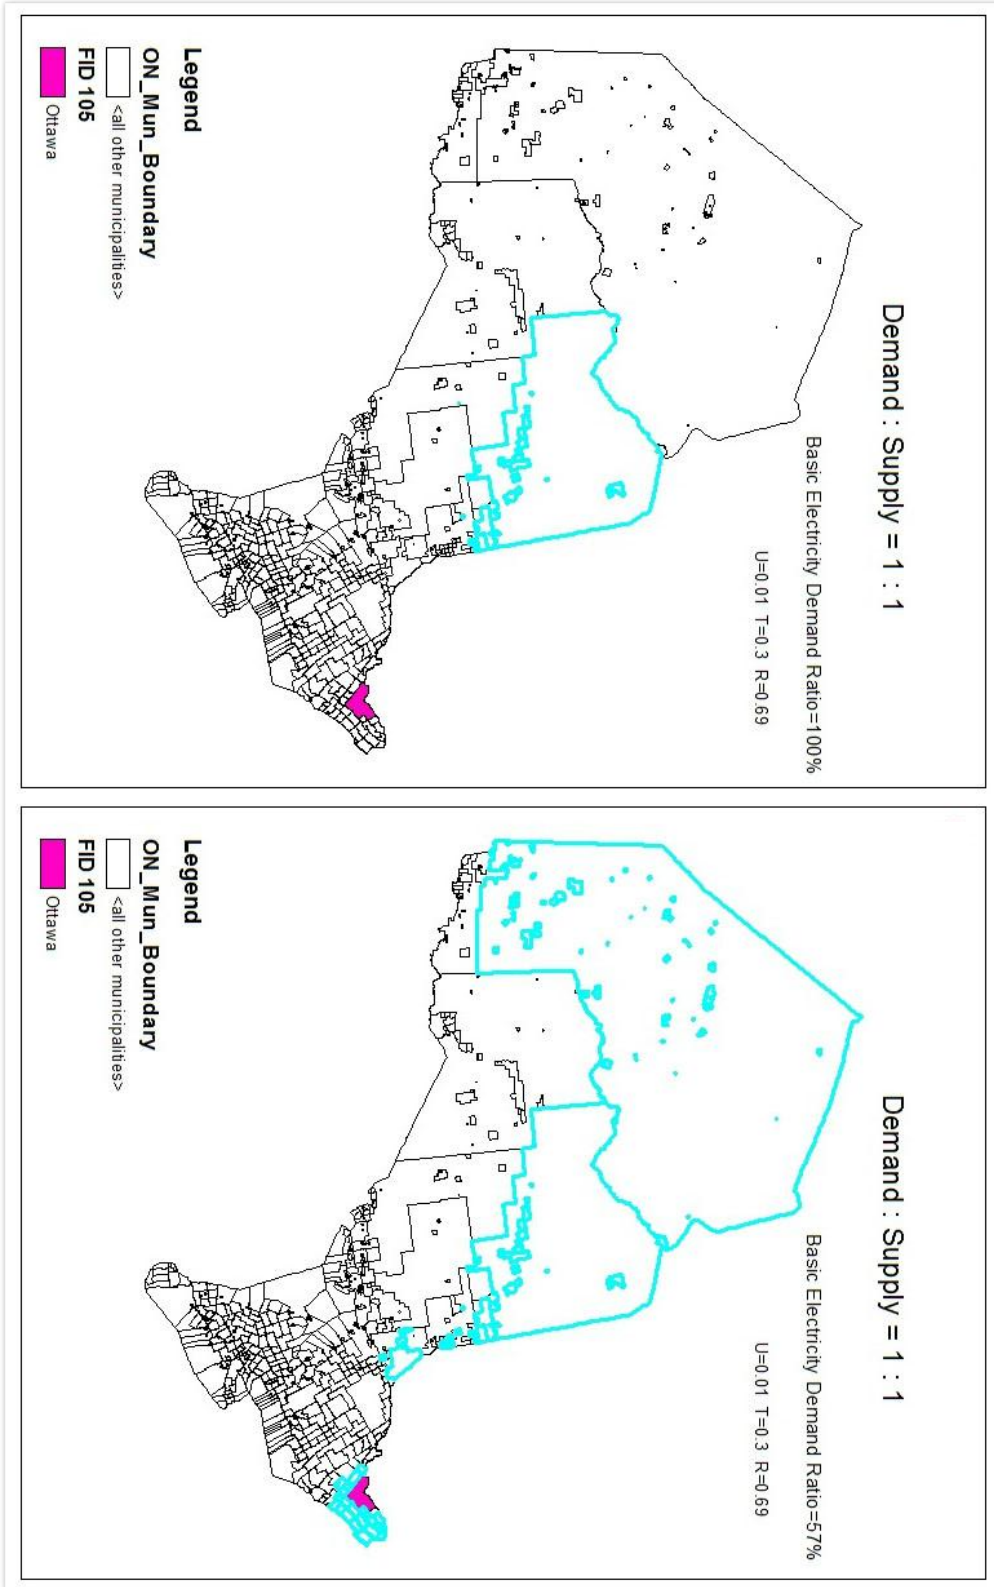 Demand : Supply = 1 : 1
Basic Electricity Demand Ratio=100%
U=0.01 T=0.3 R=0.69
Legend
ON_Mun_Boundary
<all other municipalities>
FID 105
Ottawa
Demand : Supply = 1 : 1
Basic Electricity Demand Ratio=57%
U=0.01 T=0.3 R=0.69
Legend
ON_Mun_Boundary
<all other municipalities>
FID 105
Ottawa